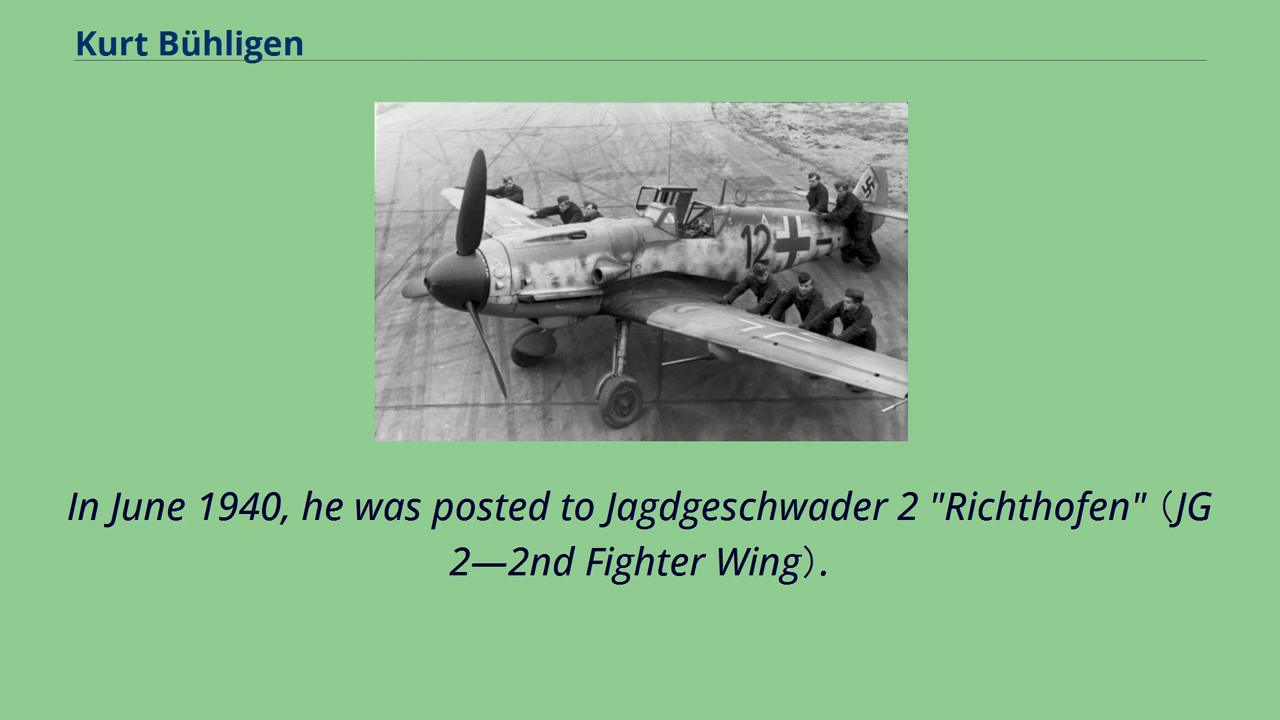 Kurt Bühligen
12
In June 1940, he was posted to Jagdgeschwader 2 "Richthofen"（JG
2—2nd Fighter Wing）.